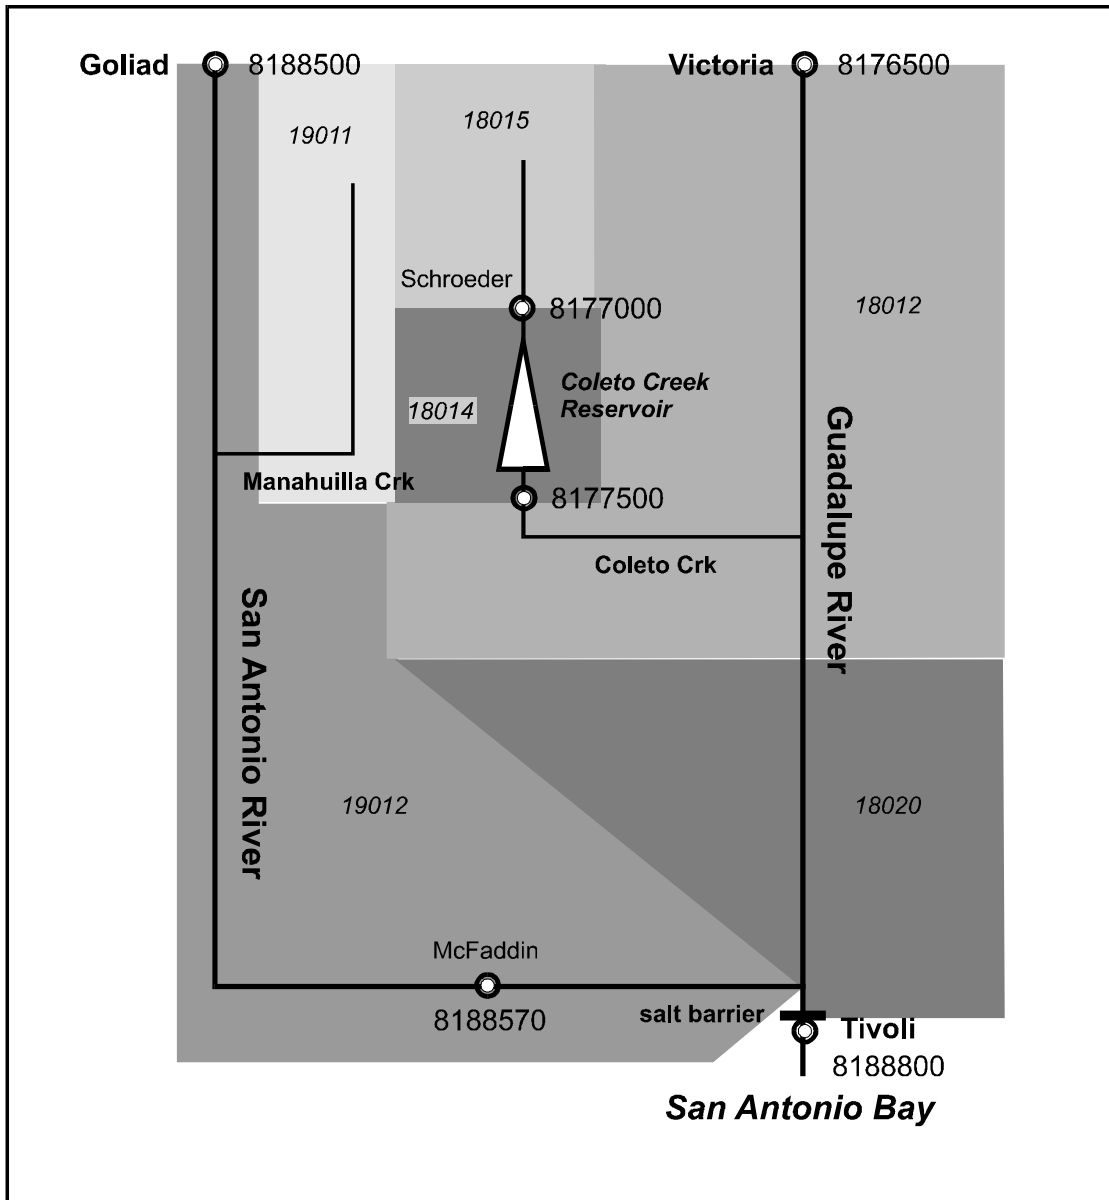 Goliad
8188500
Victoria
8176500
19011
18015
Schroeder
8177000
18012
Coleto Creek
Reservoir
18014
Manahuilla Crk
8177500
Coleto Crk
Guadalupe River
San Antonio River
19012
18020
McFaddin
8188570
salt barrier
Tivoli
8188800
San Antonio Bay